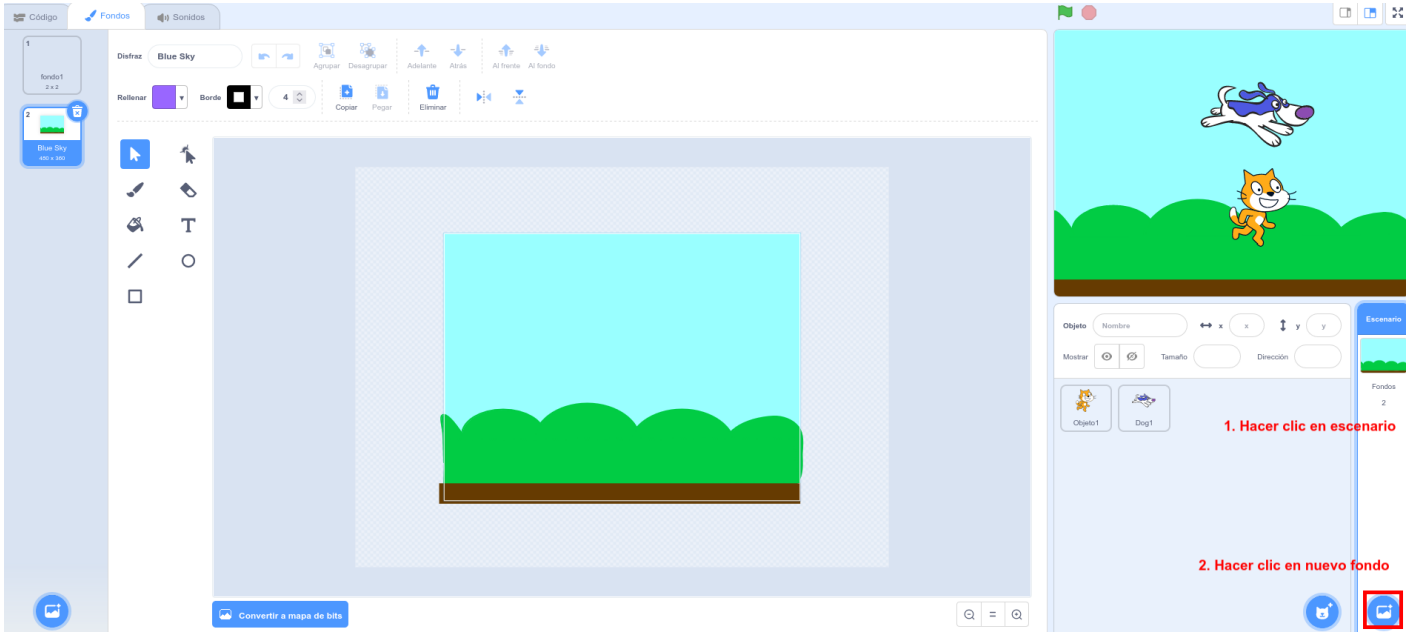 Código
Fondos
Sonidos
1
fondo1
2 x 2
2
Blue Sky
480 x 360
Disfraz
Blue Sky
Agrupar
Desagrupar
Adelante
Atrás
Al frente
Al fondo
Rellenar
Borde
4
Copiar
Pegar
Eliminar
T
Convertir a mapa de bits
Objeto
Nombre
x
x
y
y
Mostrar
Tamaño
Dirección
Objeto1
Dog1
Escenario
Fondos
2
1. Hacer clic en escenario
2. Hacer clic en nuevo fondo